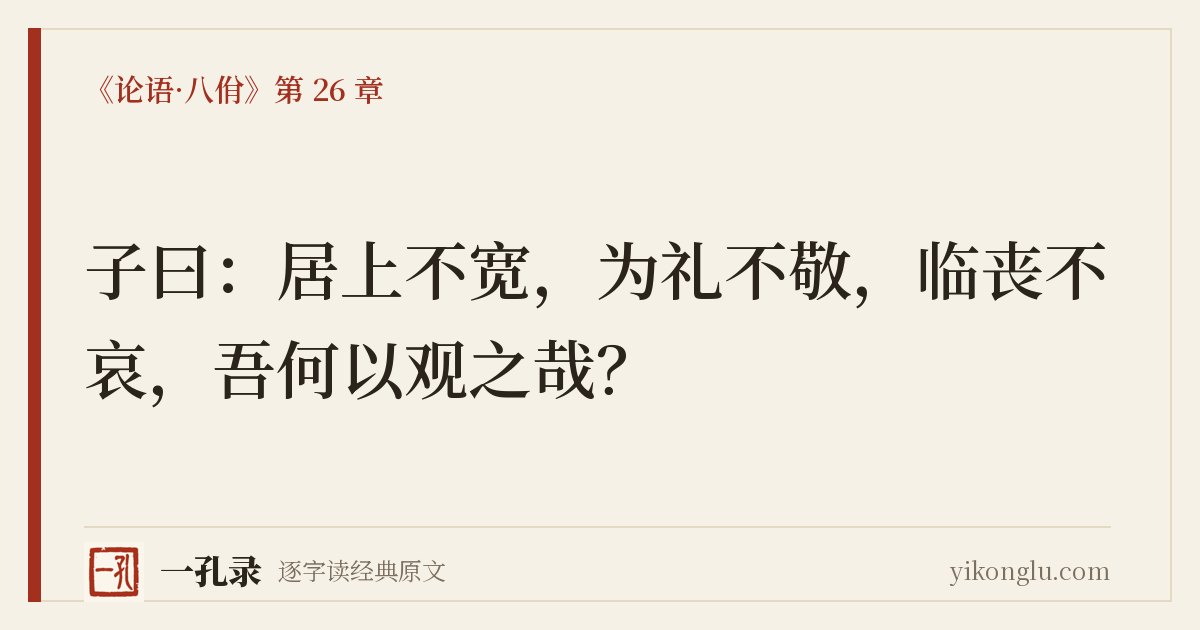 《论语·八佾》第 26 章
子曰：居上不宽，为礼不敬，临丧不
哀，吾何以观之哉？
一孔
一孔录 逐字读经典原文
yikonglu.com